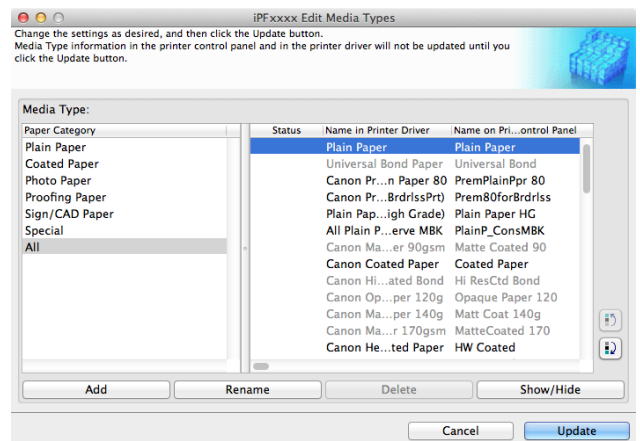 iPFxxxx Edit Media Types
Change the settings as desired, and then click the Update button.
Media Type information in the printer control panel and in the printer driver will not be updated until you
click the Update button.
Media Type:
Paper Category
Plain Paper
Coated Paper
Photo Paper
Proofing Paper
Sign/CAD Paper
Special
All
Status Name in Printer Driver Name on Pri...ontrol Panel
Plain Paper Plain Paper
Universal Bond Paper Universal Bond
Canon Pr...n Paper 80 PremPlainPpr 80
Canon Pr...BrdrlssPrt) Prem80forBrdrlss
Plain Pap...igh Grade) Plain Paper HG
All Plain P...erve MBK PlainP_ConsMBK
Canon Ma...er 90gsm Matte Coated 90
Canon Coated Paper Coated Paper
Canon Hi...ated Bond Hi ResCtd Bond
Canon Op...per 120g Opaque Paper 120
Canon Ma...per 140g Matt Coat 140g
Canon Ma...r 170gsm MatteCoated 170
Canon He...ted Paper HW Coated
Add Rename Delete Show/Hide
Cancel Update